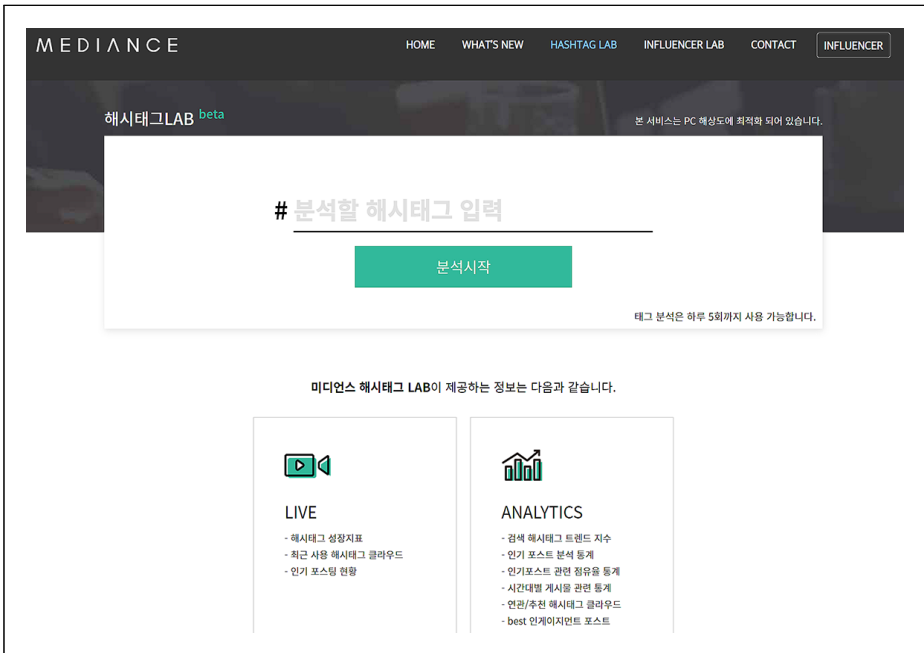 MEDIANCE
HOME WHAT'S NEW HASHTAG LAB INFLUENCER LAB CONTACT INFLUENCER
해시태그LAB beta
본 서비스는 PC 해상도에 최적화 되어 있습니다.
# 분석할 해시태그 입력
분석시작
태그 분석은 하루 5회까지 사용 가능합니다.
미디언스 해시태그 LAB이 제공하는 정보는 다음과 같습니다.
LIVE
- 해시태그 성장지표
- 최근 사용 해시태그 클라우드
- 인기 포스팅 현황
ANALYTICS
- 검색 해시태그 트렌드 지수
- 인기 포스트 분석 통계
- 인기포스트 관련 점유율 통계
- 시간대별 게시물 관련 통계
- 연관/추천 해시태그 클라우드
- best 인게이지먼트 포스트